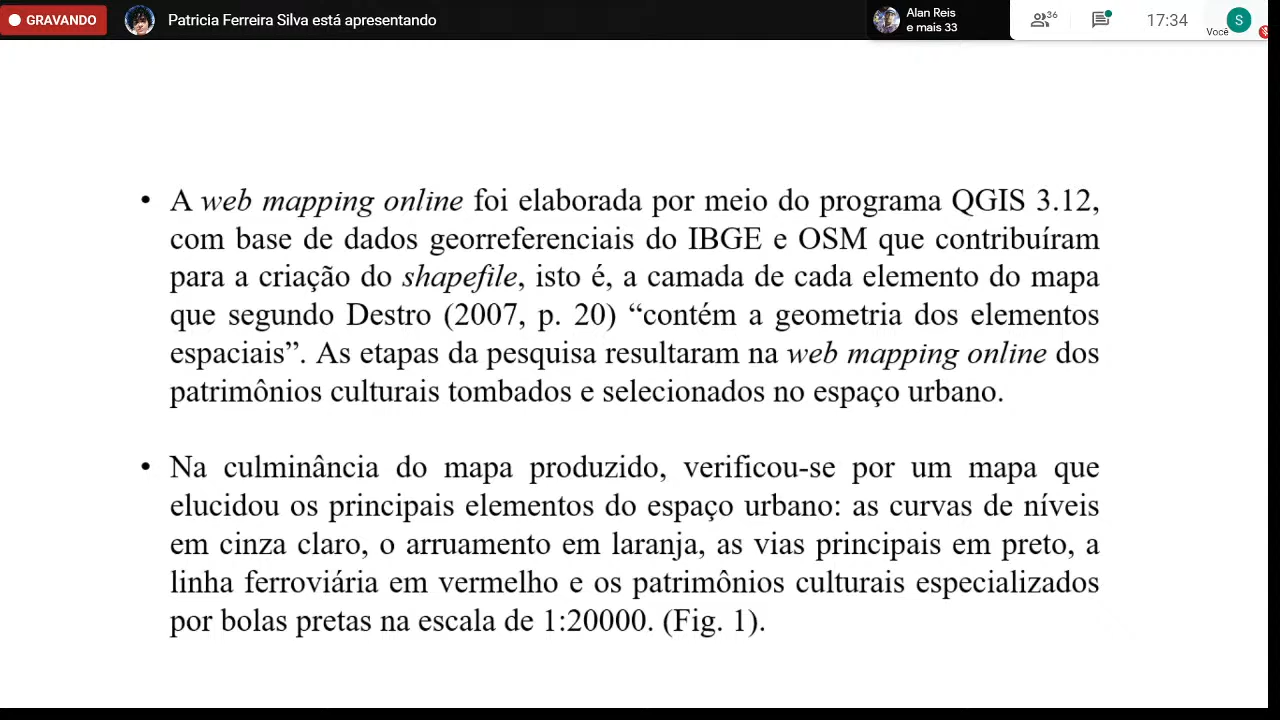 GRAVANDO
Patricia Ferreira Silva está apresentando
Alan Reis
e mais 33
36
17:34
S
Você
• A web mapping online foi elaborada por meio do programa QGIS 3.12,
com base de dados georreferenciais do IBGE e OSM que contribuíram
para a criação do shapefile, isto é, a camada de cada elemento do mapa
que segundo Destro (2007, p. 20) “contém a geometria dos elementos
espaciais”. As etapas da pesquisa resultaram na web mapping online dos
patrimônios culturais tombados e selecionados no espaço urbano.
• Na culminância do mapa produzido, verificou-se por um mapa que
elucidou os principais elementos do espaço urbano: as curvas de níveis
em cinza claro, o arruamento em laranja, as vias principais em preto, a
linha ferroviária em vermelho e os patrimônios culturais especializados
por bolas pretas na escala de 1:20000. (Fig. 1).